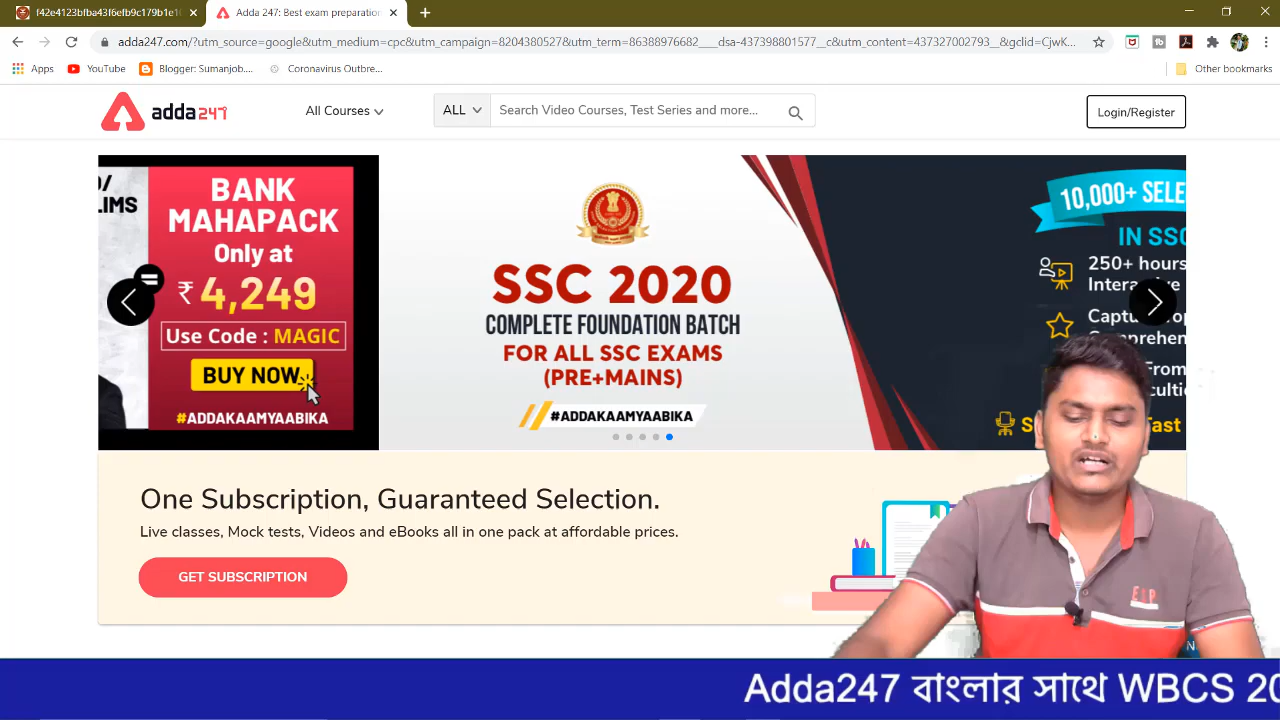 f42e4123bfba43f6efb9c179b1e16
Adda 247: Best exam preparation
adda247.com/?utm_source=google&utm_medium=cpc&utm_campaign=8204380527&utm_term=86388976682___dsa-437398801577__c&utm_content=437327002793__&gclid=CjwK...
Apps
YouTube
Blogger: Sumanjob....
Coronavirus Outbre...
Other bookmarks
adda247
All Courses
ALL
Search Video Courses, Test Series and more...
Login/Register
BANK
MAHAPACK
Only at
₹ 4,249
Use Code : MAGIC
BUY NOW
#ADDAKAAMYAABIKA
SSC 2020
COMPLETE FOUNDATION BATCH
FOR ALL SSC EXAMS
(PRE+MAINS)
#ADDAKAAMYAABIKA
10,000+ SELE
IN SSC
250+ hours
Interactive
One Subscription, Guaranteed Selection.
Live classes, Mock tests, Videos and eBooks all in one pack at affordable prices.
GET SUBSCRIPTION
Adda247 বাংলার সাথে WBCS 20